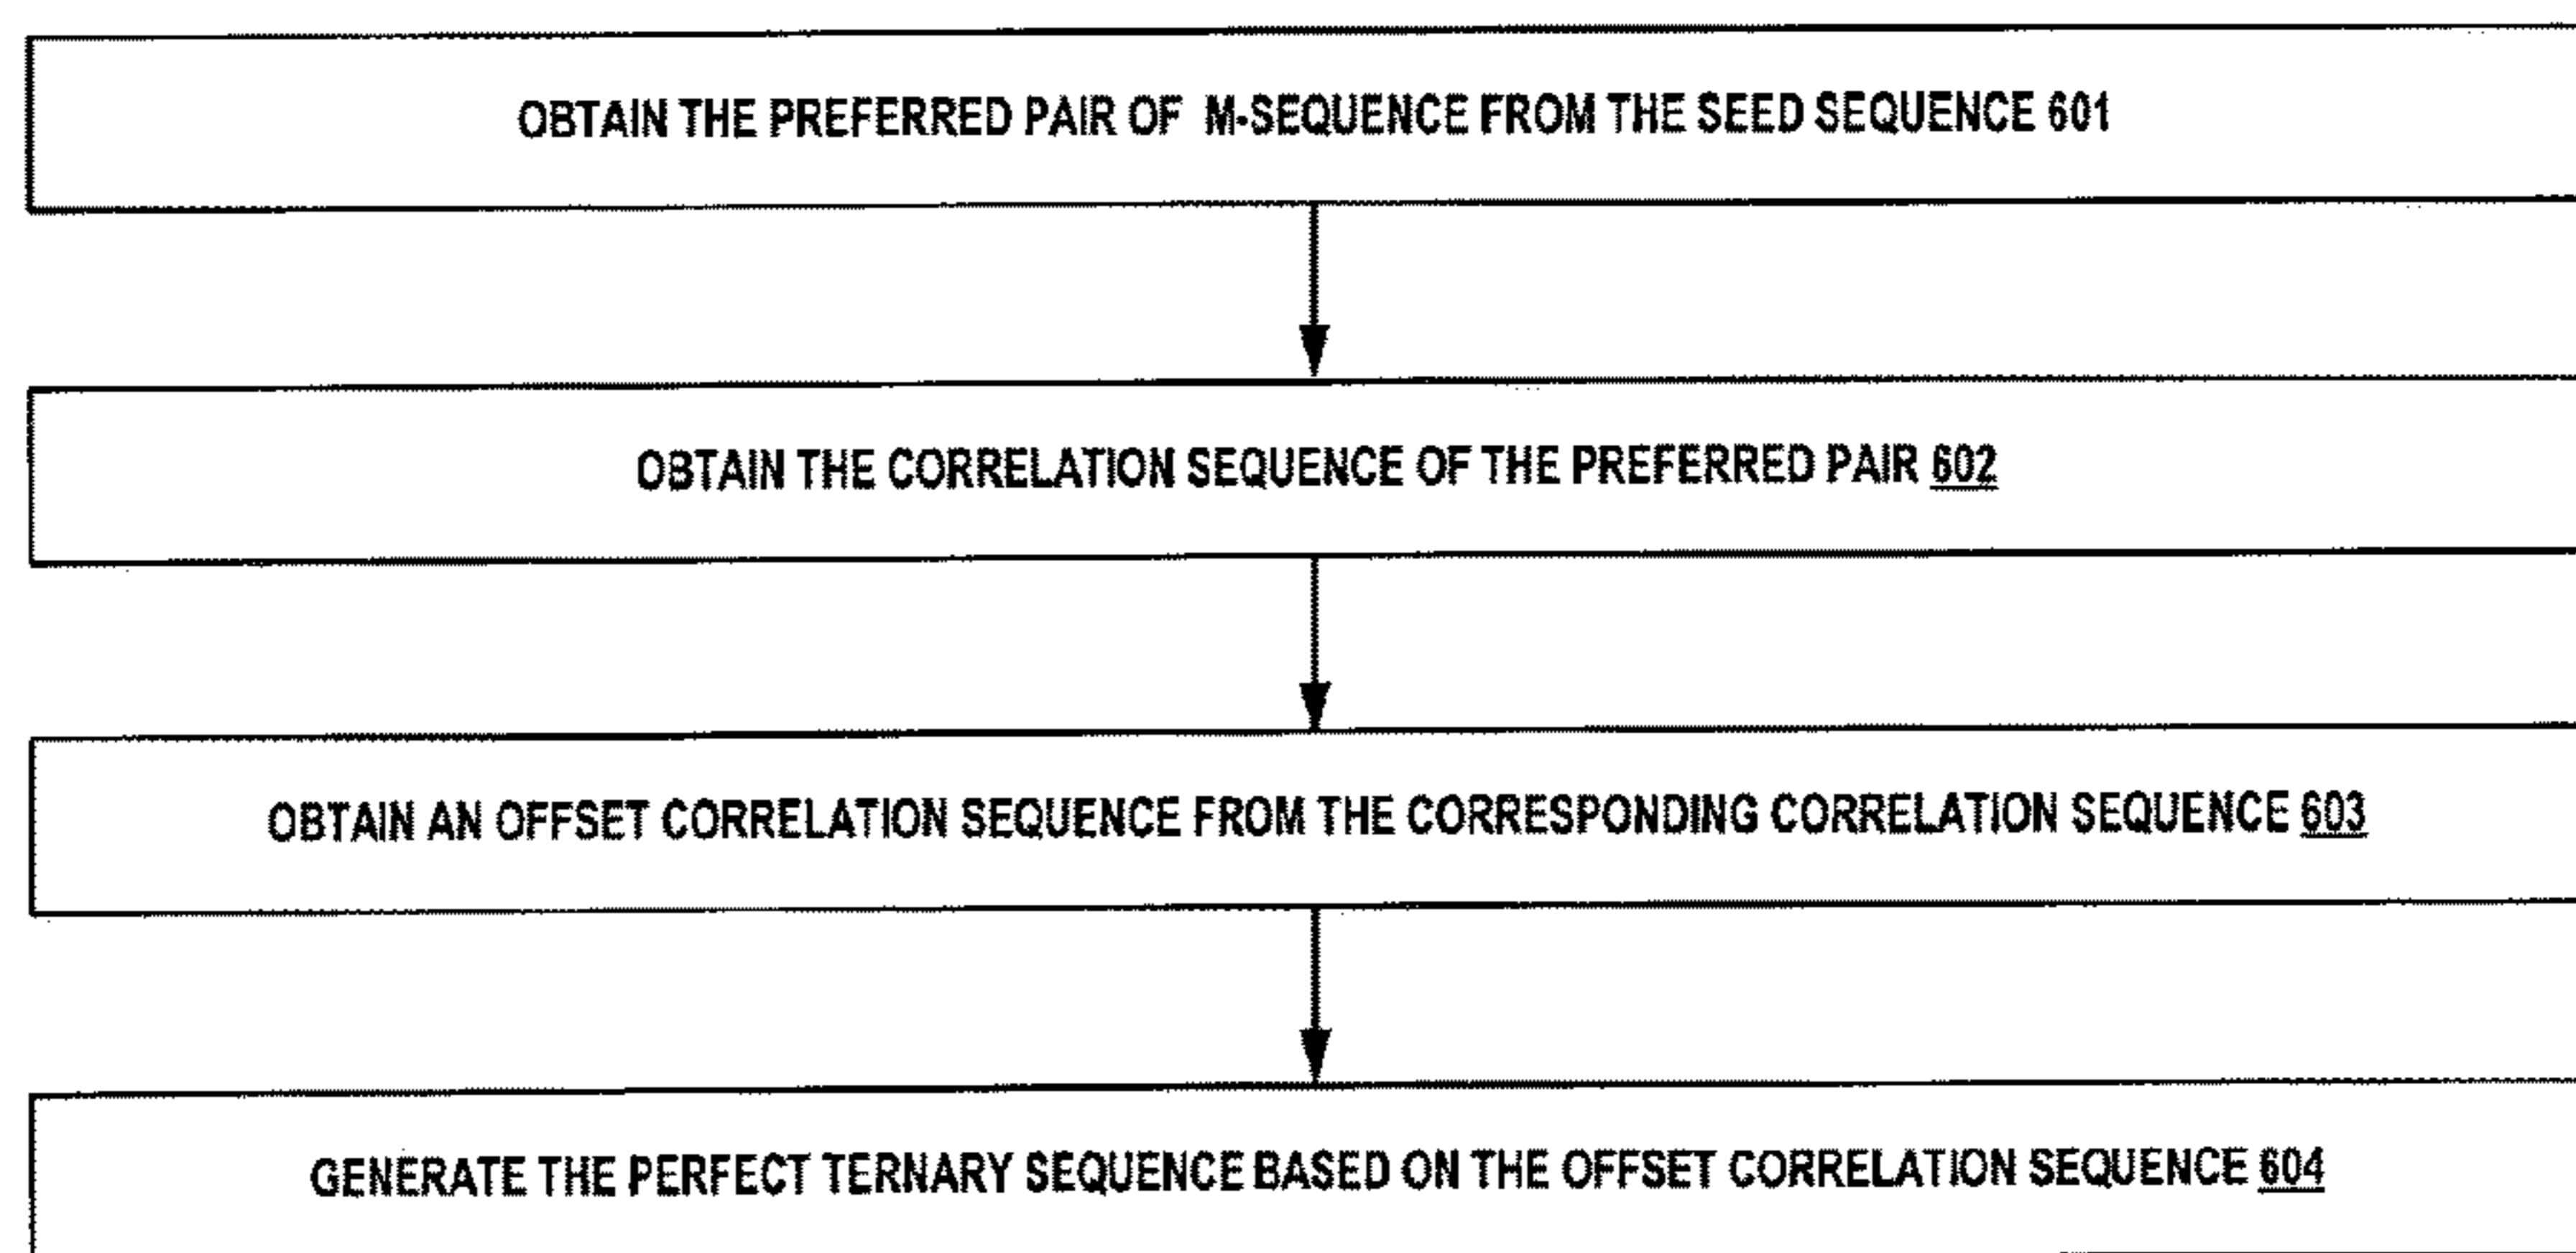 OBTAIN THE PREFERRED PAIR OF M-SEQUENCE FROM THE SEED SEQUENCE 601
OBTAIN THE CORRELATION SEQUENCE OF THE PREFERRED PAIR 602
OBTAIN AN OFFSET CORRELATION SEQUENCE FROM THE CORRESPONDING CORRELATION SEQUENCE 603
GENERATE THE PERFECT TERNARY SEQUENCE BASED ON THE OFFSET CORRELATION SEQUENCE 604